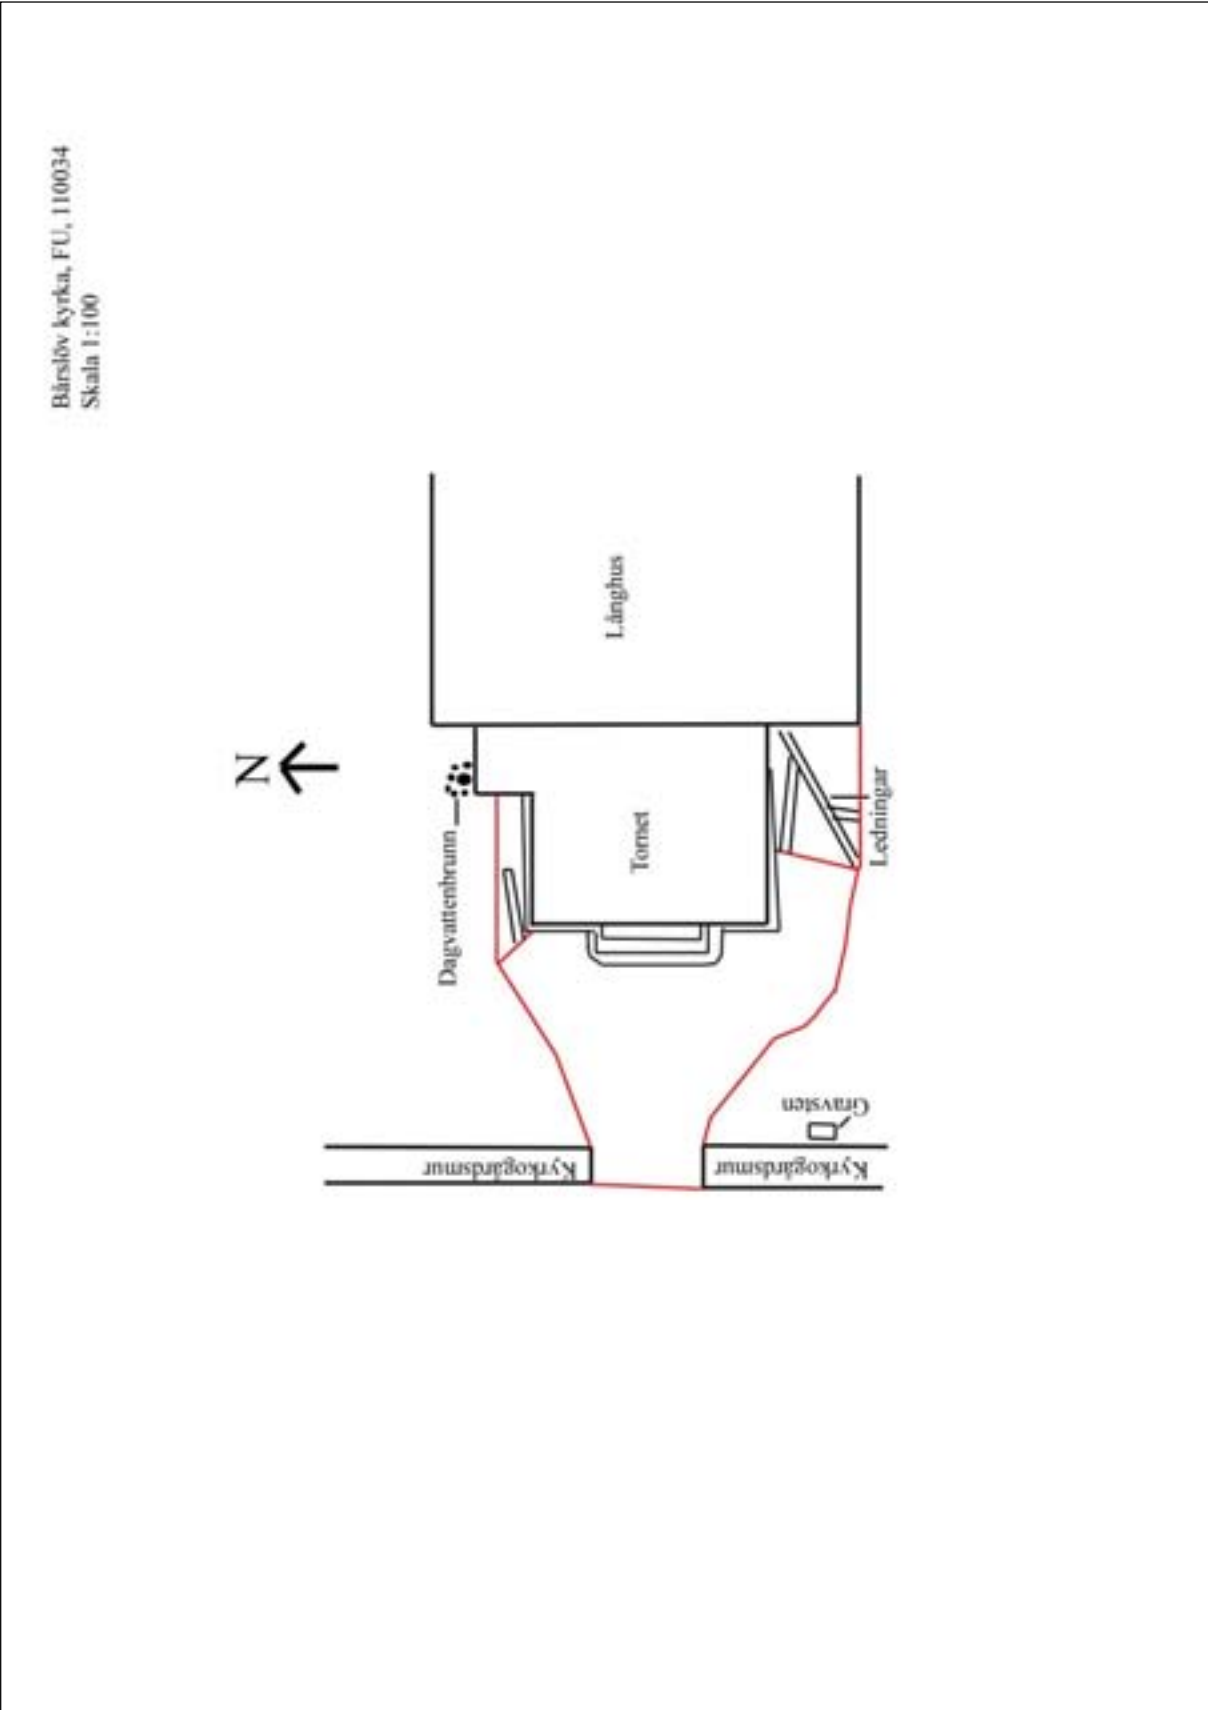 Bårslöv kyrka, FU, 110034
Skala 1:100
N
Dagvattenbrunn
Långhus
Tornet
Ledningar
Kyrkogårdsmur
Kyrkogårdsmur
Gravsten